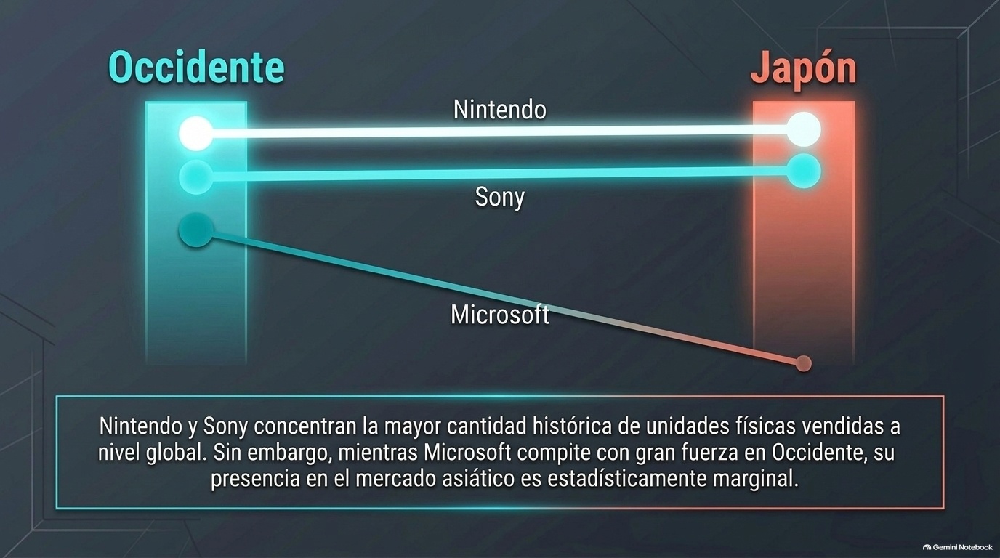 Occidente
Japón
Nintendo
Sony
Microsoft
Nintendo y Sony concentran la mayor cantidad histórica de unidades físicas vendidas a
nivel global. Sin embargo, mientras Microsoft compite con gran fuerza en Occidente, su
presencia en el mercado asiático es estadísticamente marginal.
Gemini Notebook